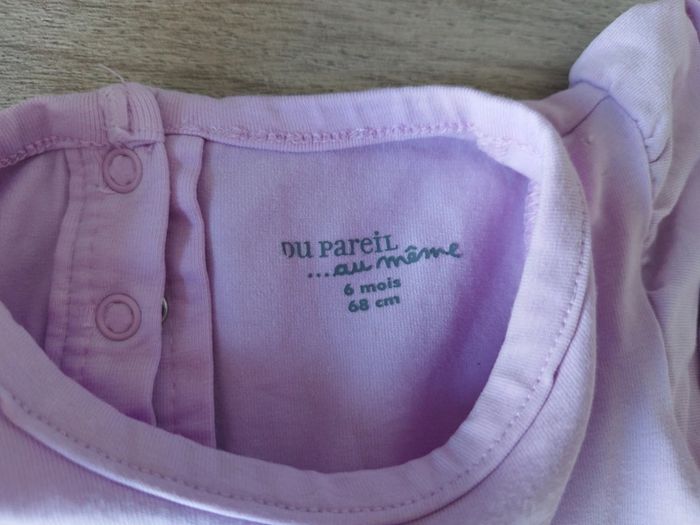 DU PAREIL
...au même
6 mois
68 cm